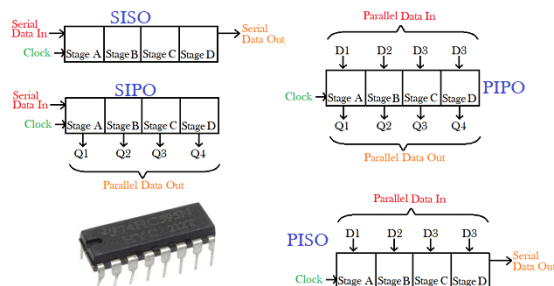 SISO
Serial
Data In
Clock
Stage A
Stage B
Stage C
Stage D
Serial
Data Out
SIPO
Serial
Data In
Clock
Stage A
Stage B
Stage C
Stage D
Q1
Q2
Q3
Q4
Parallel Data Out
Parallel Data In
D1
D2
D3
D3
PIPO
Clock
Stage A
Stage B
Stage C
Stage D
Q1
Q2
Q3
Q4
Parallel Data Out
Parallel Data In
PISO
D1
D2
D3
D3
Clock
Stage A
Stage B
Stage C
Stage D
Serial
Data Out